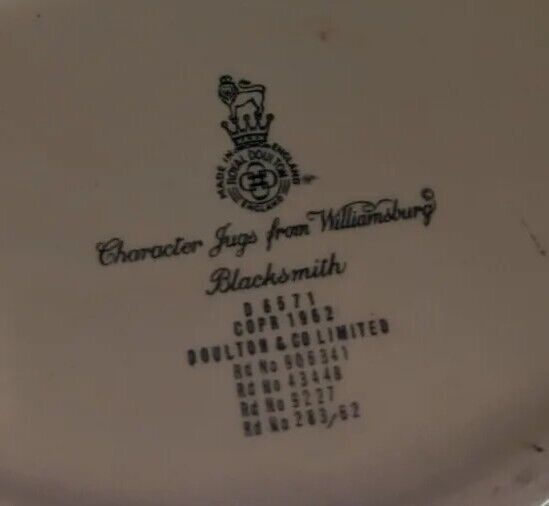 MADE IN ENGLAND
ROYAL DOULTON
ENGLAND
Character Jugs from Williamsburg ©
Blacksmith
D 6571
COPR 1962
DOULTON & CO LIMITED
Rd No 906341
Rd No 43448
Rd No 9227
Rd No 283/62